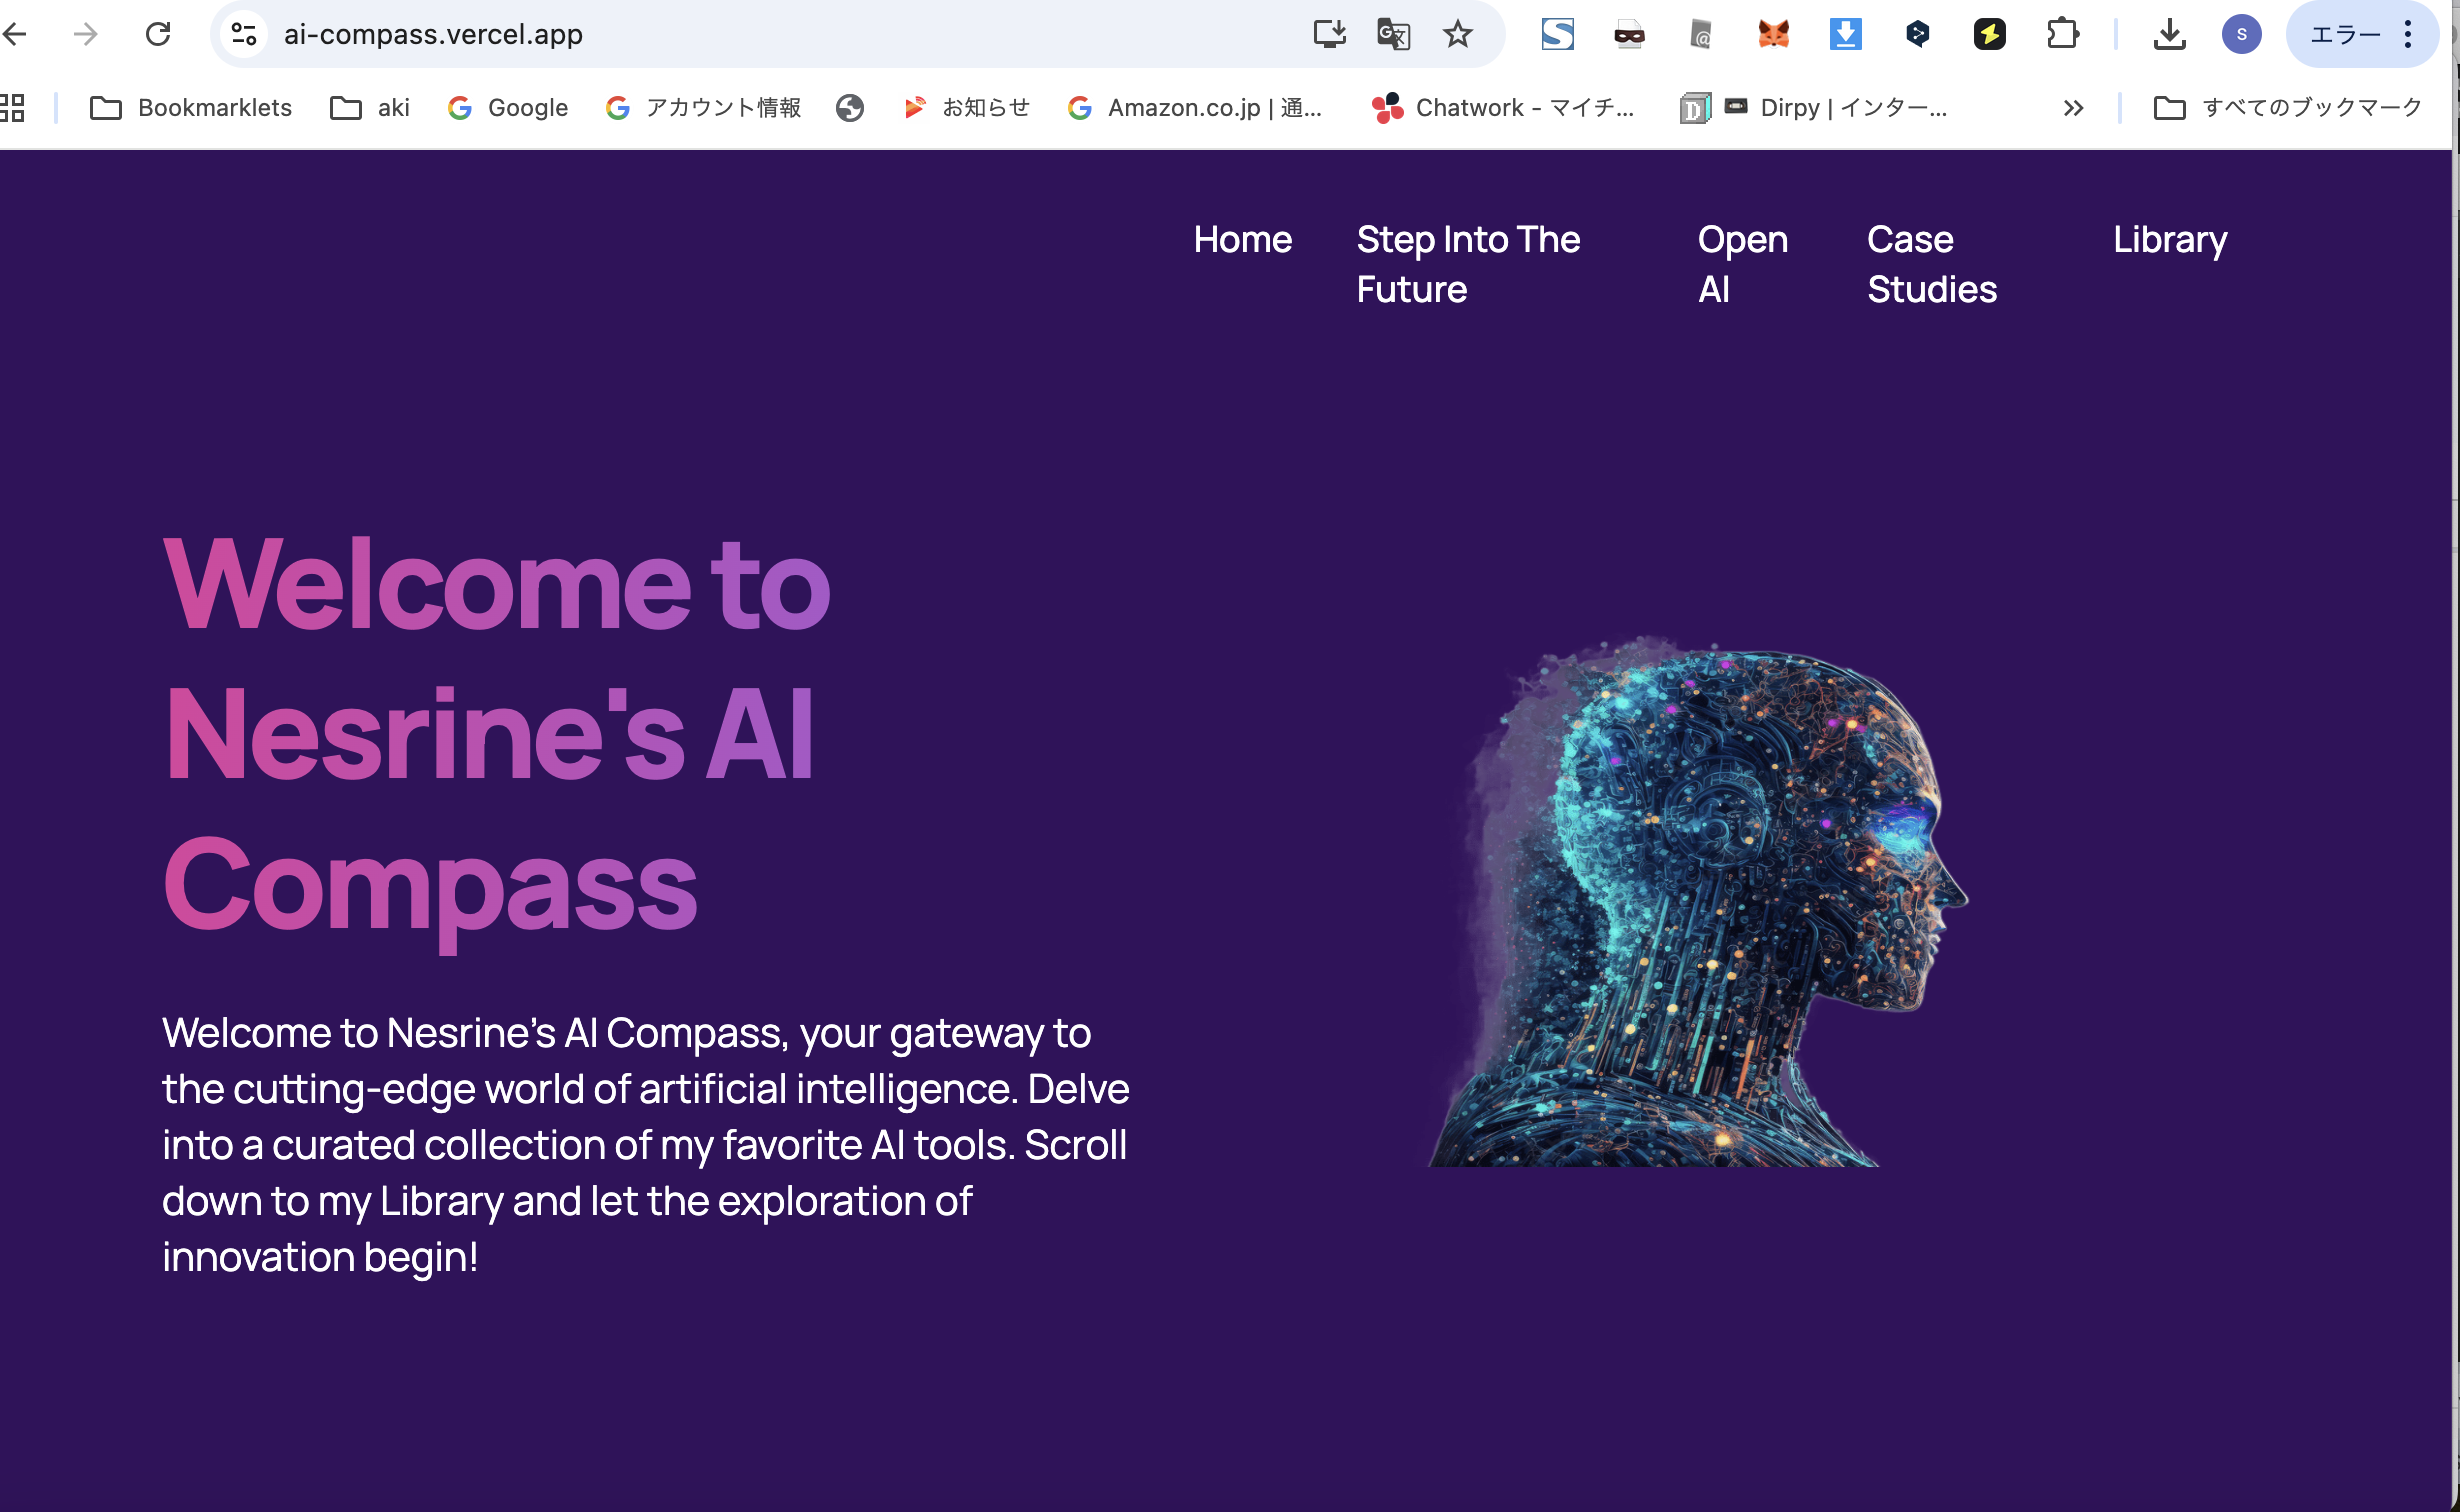 ai-compass.vercel.app
エラー
Bookmarklets aki Google アカウント情報 お知らせ Amazon.co.jp | 通... Chatwork - マイチ... Dirpy | インター... すべてのブックマーク
Home Step Into The Future Open AI Case Studies Library
Welcome to
Nesrine's AI
Compass
Welcome to Nesrine’s AI Compass, your gateway to
the cutting-edge world of artificial intelligence. Delve
into a curated collection of my favorite AI tools. Scroll
down to my Library and let the exploration of
innovation begin!